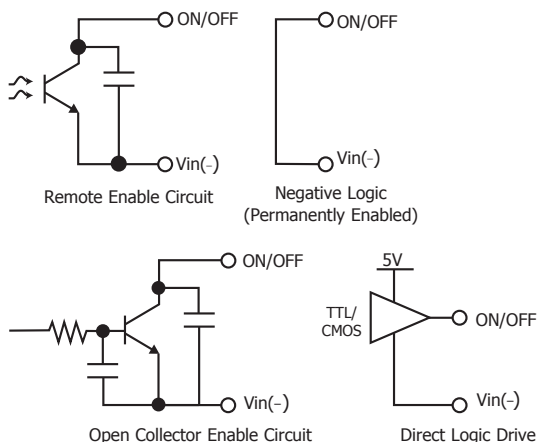 ON/OFF
Vin(–)
Remote Enable Circuit
ON/OFF
Vin(–)
Negative Logic
(Permanently Enabled)
ON/OFF
Vin(–)
Open Collector Enable Circuit
5V
TTL/
CMOS
ON/OFF
Vin(–)
Direct Logic Drive